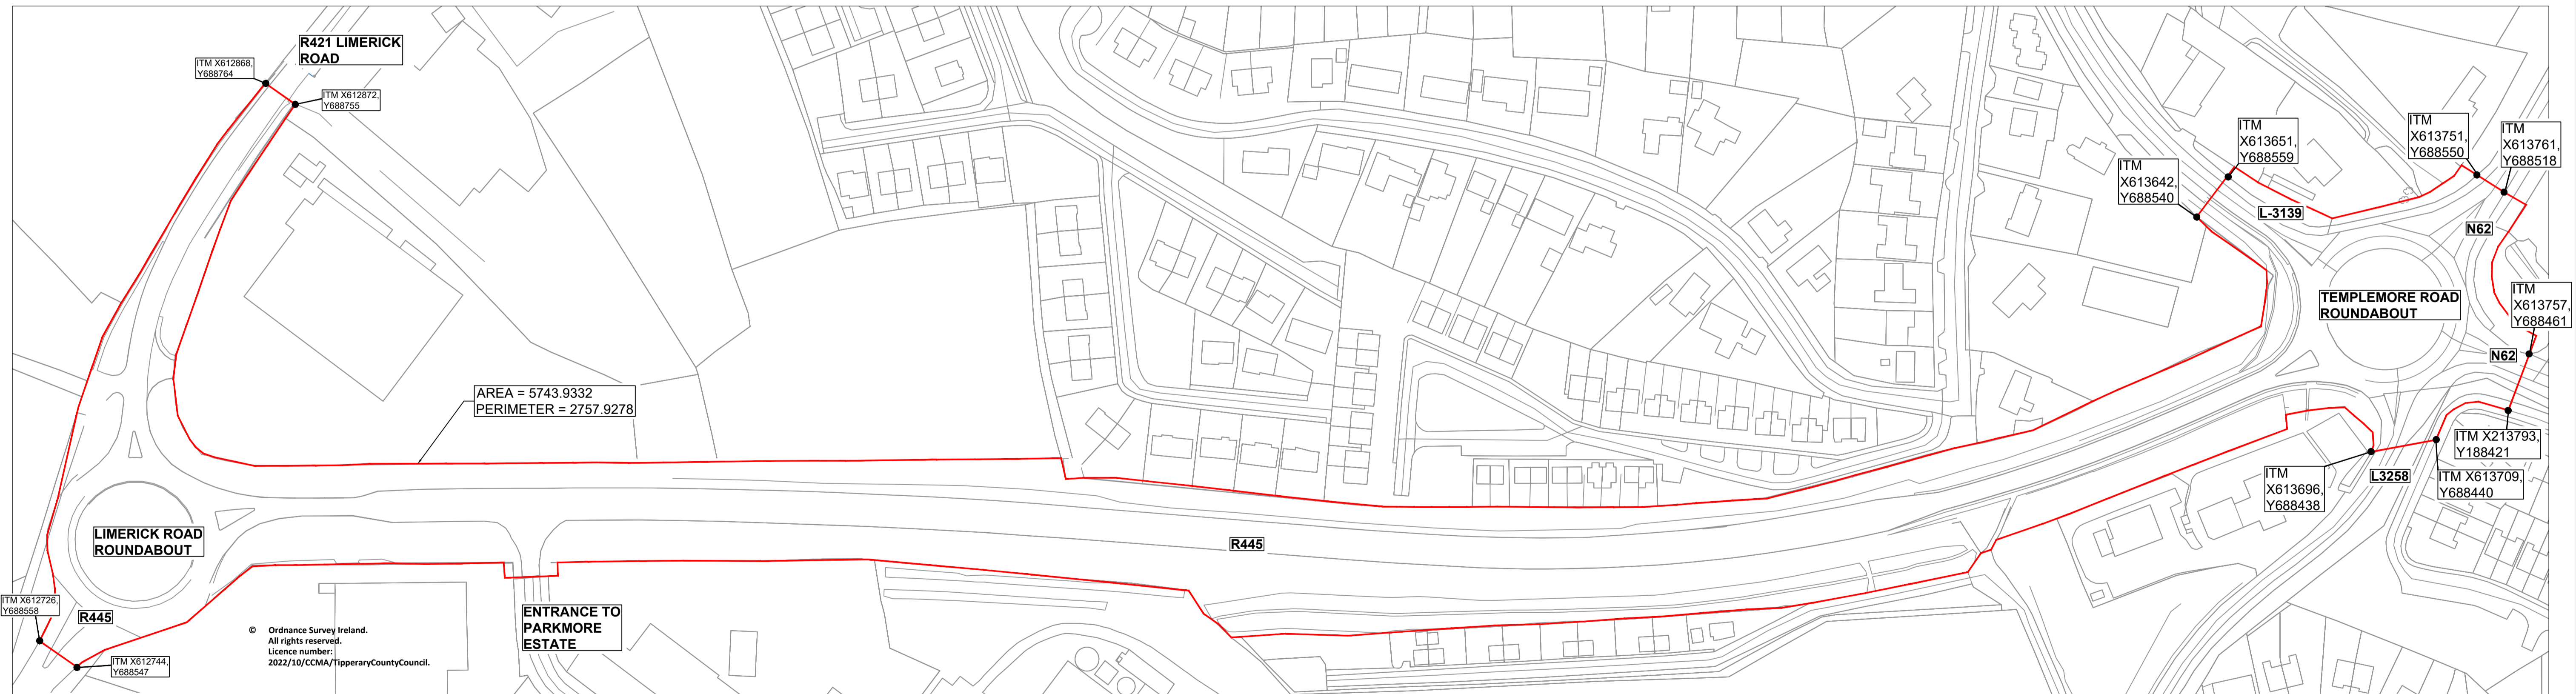 R421 LIMERICK
ROAD
ITM X612868,
Y688764
ITM X612872,
Y688755
AREA = 5743.9332
PERIMETER = 2757.9278
LIMERICK ROAD
ROUNDABOUT
ITM X612726,
Y688558
R445
ITM X612744,
Y688547
© Ordnance Survey Ireland.
All rights reserved.
Licence number:
2022/10/CCMA/TipperaryCountyCouncil.
ENTRANCE TO
PARKMORE
ESTATE
R445
ITM
X613642,
Y688540
ITM
X613651,
Y688559
L-3139
ITM
X613751,
Y688550
ITM
X613761,
Y688518
N62
TEMPLEMORE ROAD
ROUNDABOUT
ITM
X613757,
Y688461
N62
ITM X213793,
Y188421
ITM X613709,
Y688440
L3258
ITM
X613696,
Y688438